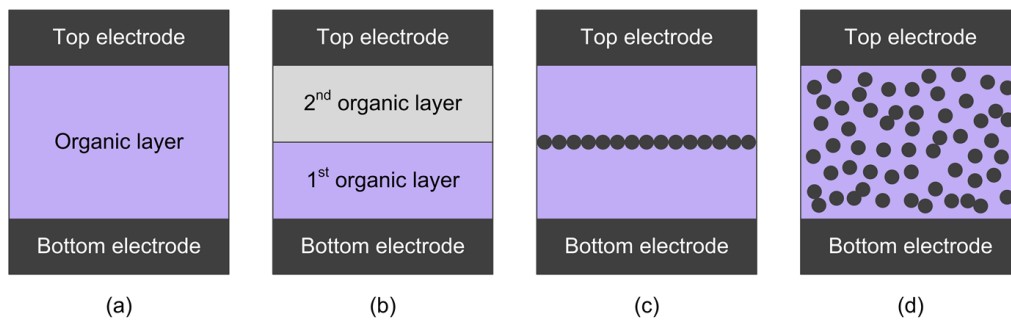 Top electrode
Organic layer
Bottom electrode
(a)
Top electrode
2nd organic layer
1st organic layer
Bottom electrode
(b)
Top electrode
Bottom electrode
(c)
Top electrode
Bottom electrode
(d)